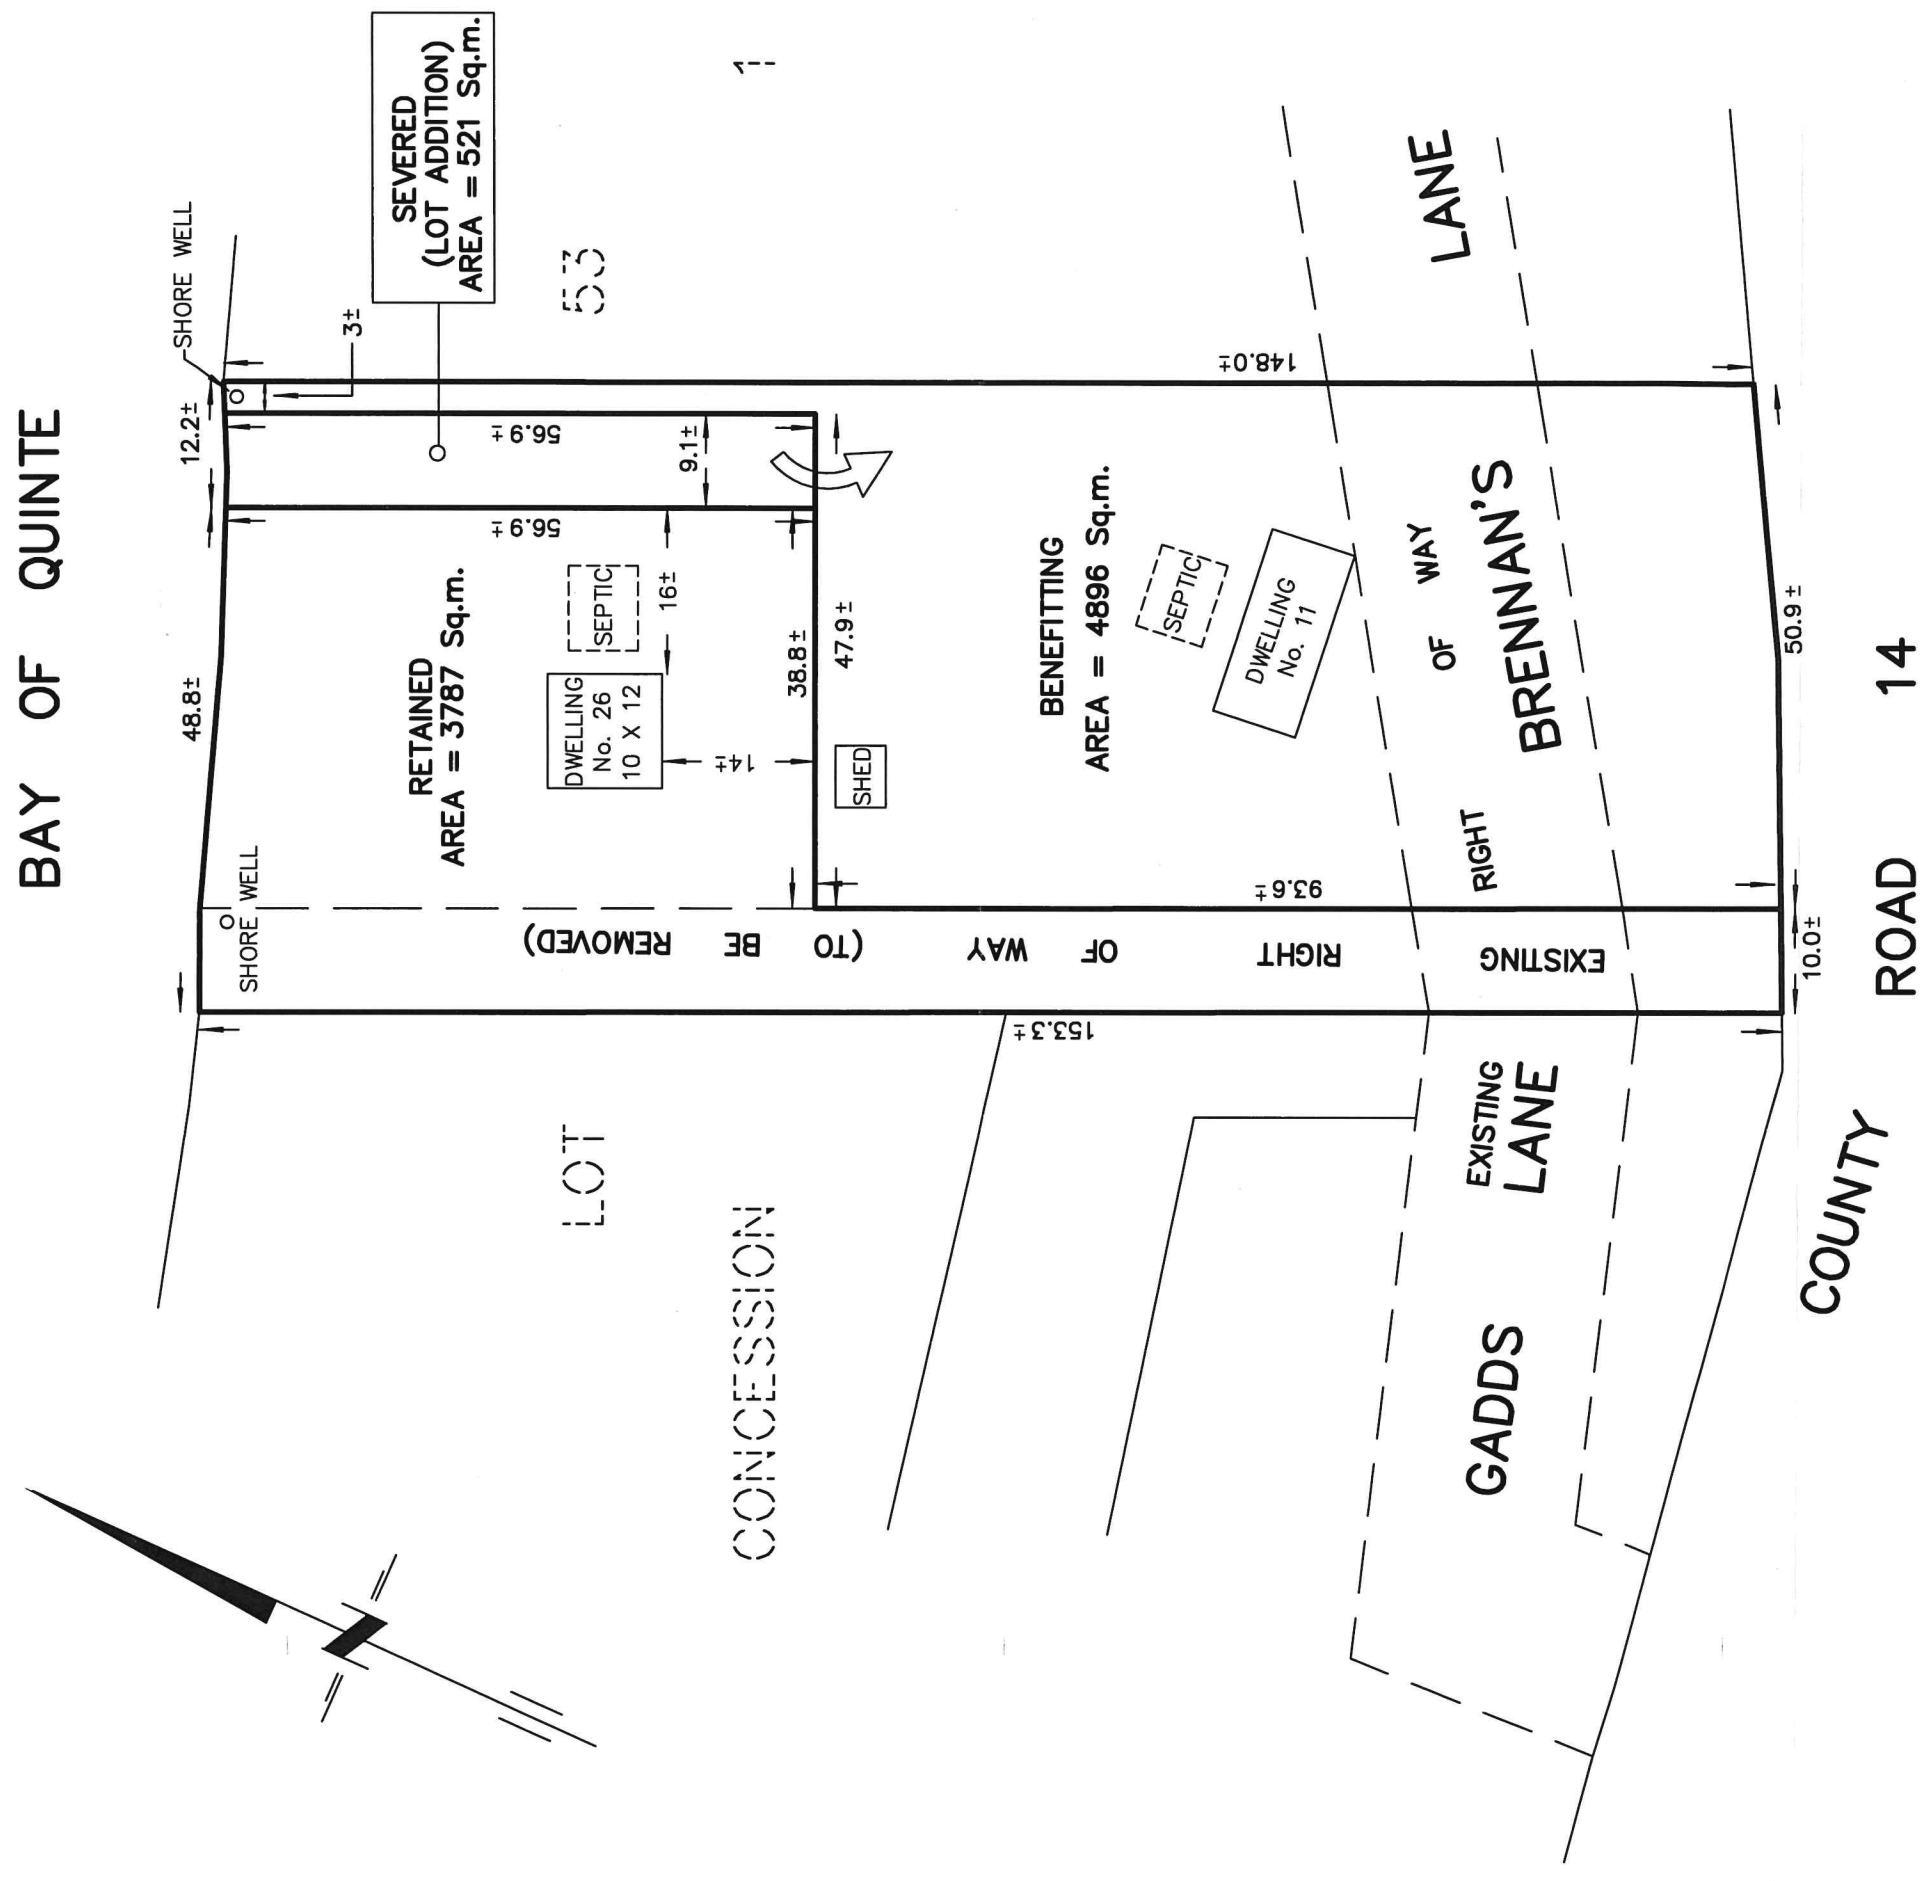 BAY OF QUINTE
SHORE WELL
12.2±
48.8±
3±
SEVERED
(LOT ADDITION)
AREA = 521 Sq.m.
56.9±
9.1±
56.9±
RETAINED
AREA = 3787 Sq.m.
SEPTIC
16±
DWELLING
No. 26
10 X 12
14±
38.8±
47.9±
SHED
SHORE WELL
LOT 53
CONCESSION 1
148.0±
BENEFITTING
AREA = 4896 Sq.m.
SEPTIC
DWELLING
No. 11
93.6±
153.3±
EXISTING RIGHT OF WAY (TO BE REMOVED)
RIGHT OF WAY
BRENNAN'S LANE
EXISTING
GADDS LANE
50.9±
10.0±
COUNTY ROAD 14
N